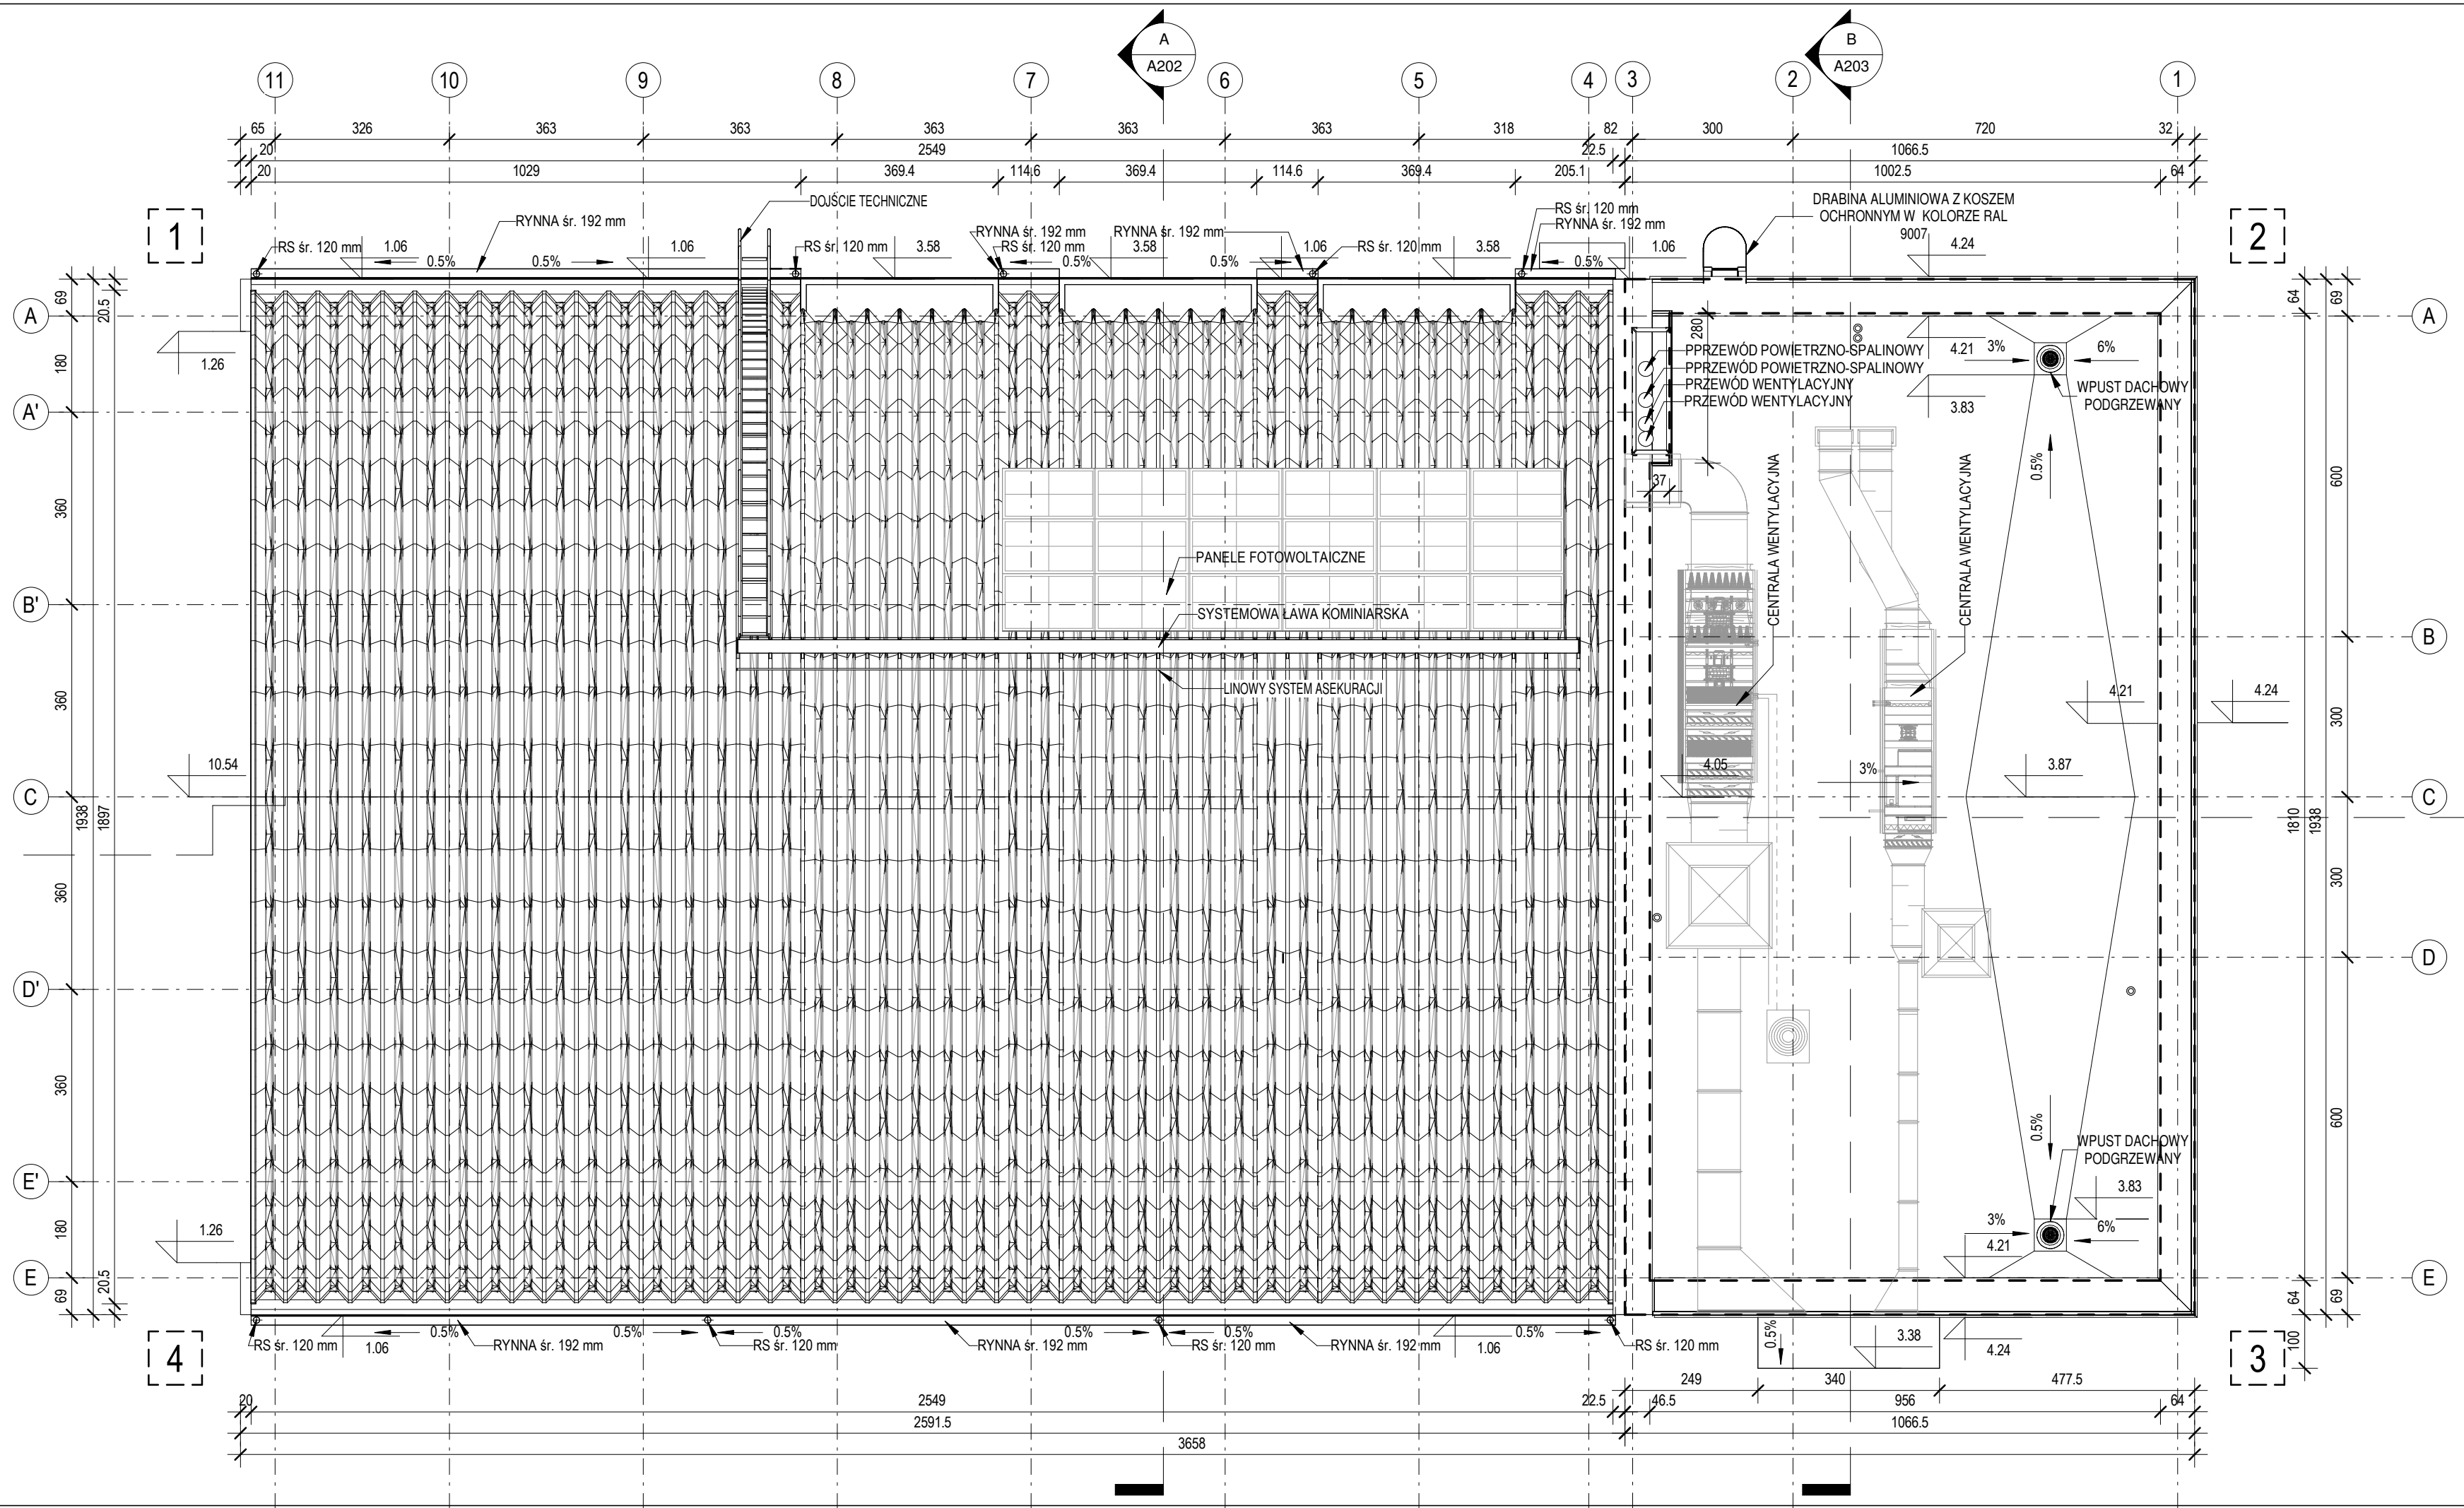 A
A202
B
A203
11
10
9
8
7
6
5
4
3
2
1
65
326
363
363
363
363
363
318
82
300
720
32
20
2549
22.5
1066.5
20
1029
369.4
114.6
369.4
114.6
369.4
205.1
1002.5
64
1
2
DOJŚCIE TECHNICZNE
RYNNA śr. 192 mm
RS śr. 120 mm
1.06
0.5%
0.5%
1.06
RS śr. 120 mm
3.58
RYNNA śr. 192 mm
RS śr. 120 mm
0.5%
3.58
RYNNA śr. 192 mm
0.5%
1.06
RS śr. 120 mm
3.58
RS śr. 120 mm
RYNNA śr. 192 mm
0.5%
1.06
DRABINA ALUMINIOWA Z KOSZEM
OCHRONNYM W KOLORZE RAL
9007
4.24
A
A'
B'
C
D'
E'
E
69
180
360
360
360
360
180
69
1938
20.5
1897
20.5
1.26
10.54
1.26
280
37
PPRZEWÓD POWIETRZNO-SPALINOWY
PPRZEWÓD POWIETRZNO-SPALINOWY
PRZEWÓD WENTYLACYJNY
PRZEWÓD WENTYLACYJNY
4.21
3%
6%
3.83
WPUST DACHOWY
PODGRZEWANY
0.5%
CENTRALA WENTYLACYJNA
CENTRALA WENTYLACYJNA
PANELE FOTOWOLTAICZNE
SYSTEMOWA ŁAWA KOMINIARSKA
LINOWY SYSTEM ASEKURACJI
4.21
4.24
4.05
3%
3.87
0.5%
WPUST DACHOWY
PODGRZEWANY
3.83
3%
6%
4.21
A
B
C
D
E
64
1810
64
1938
69
600
300
300
600
69
100
4
3
RS śr. 120 mm
1.06
0.5%
RYNNA śr. 192 mm
0.5%
0.5%
RS śr. 120 mm
RYNNA śr. 192 mm
0.5%
0.5%
RS śr. 120 mm
RYNNA śr. 192 mm
1.06
0.5%
RS śr. 120 mm
0.5%
3.38
4.24
249
340
477.5
20
2549
22.5
46.5
956
64
2591.5
1066.5
3658